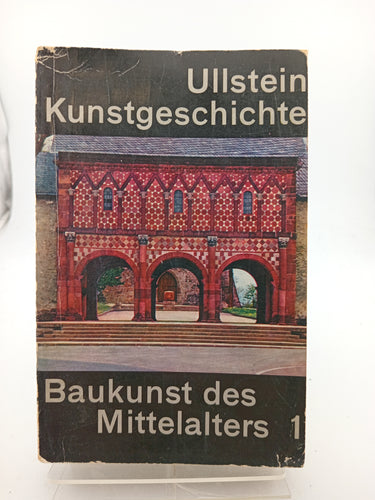 Ullstein
Kunstgeschichte
Baukunst des
Mittelalters 1